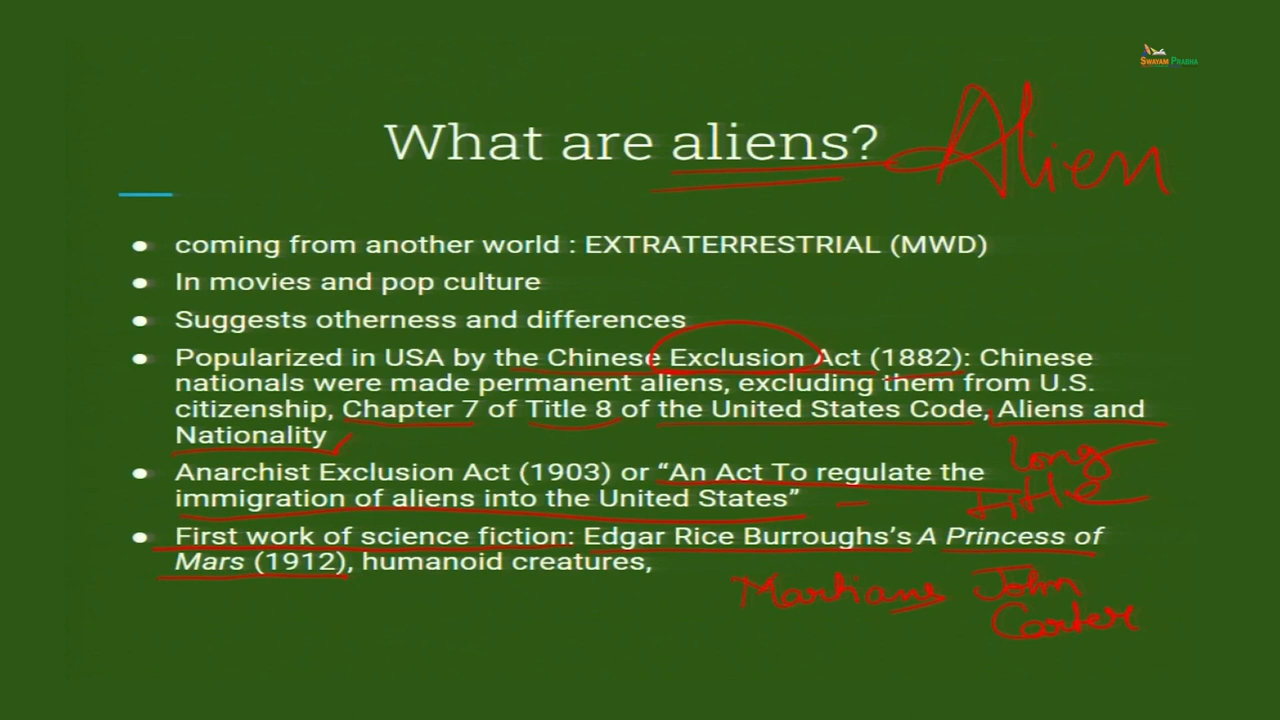 SWAYAM PRABHA
What are aliens? Alien
● coming from another world : EXTRATERRESTRIAL (MWD)
● In movies and pop culture
● Suggests otherness and differences
● Popularized in USA by the Chinese Exclusion Act (1882): Chinese
nationals were made permanent aliens, excluding them from U.S.
citizenship, Chapter 7 of Title 8 of the United States Code, Aliens and
Nationality
● Anarchist Exclusion Act (1903) or “An Act To regulate the
immigration of aliens into the United States”
Long
title
● First work of science fiction: Edgar Rice Burroughs’s A Princess of
Mars (1912), humanoid creatures,
Martians John
Carter